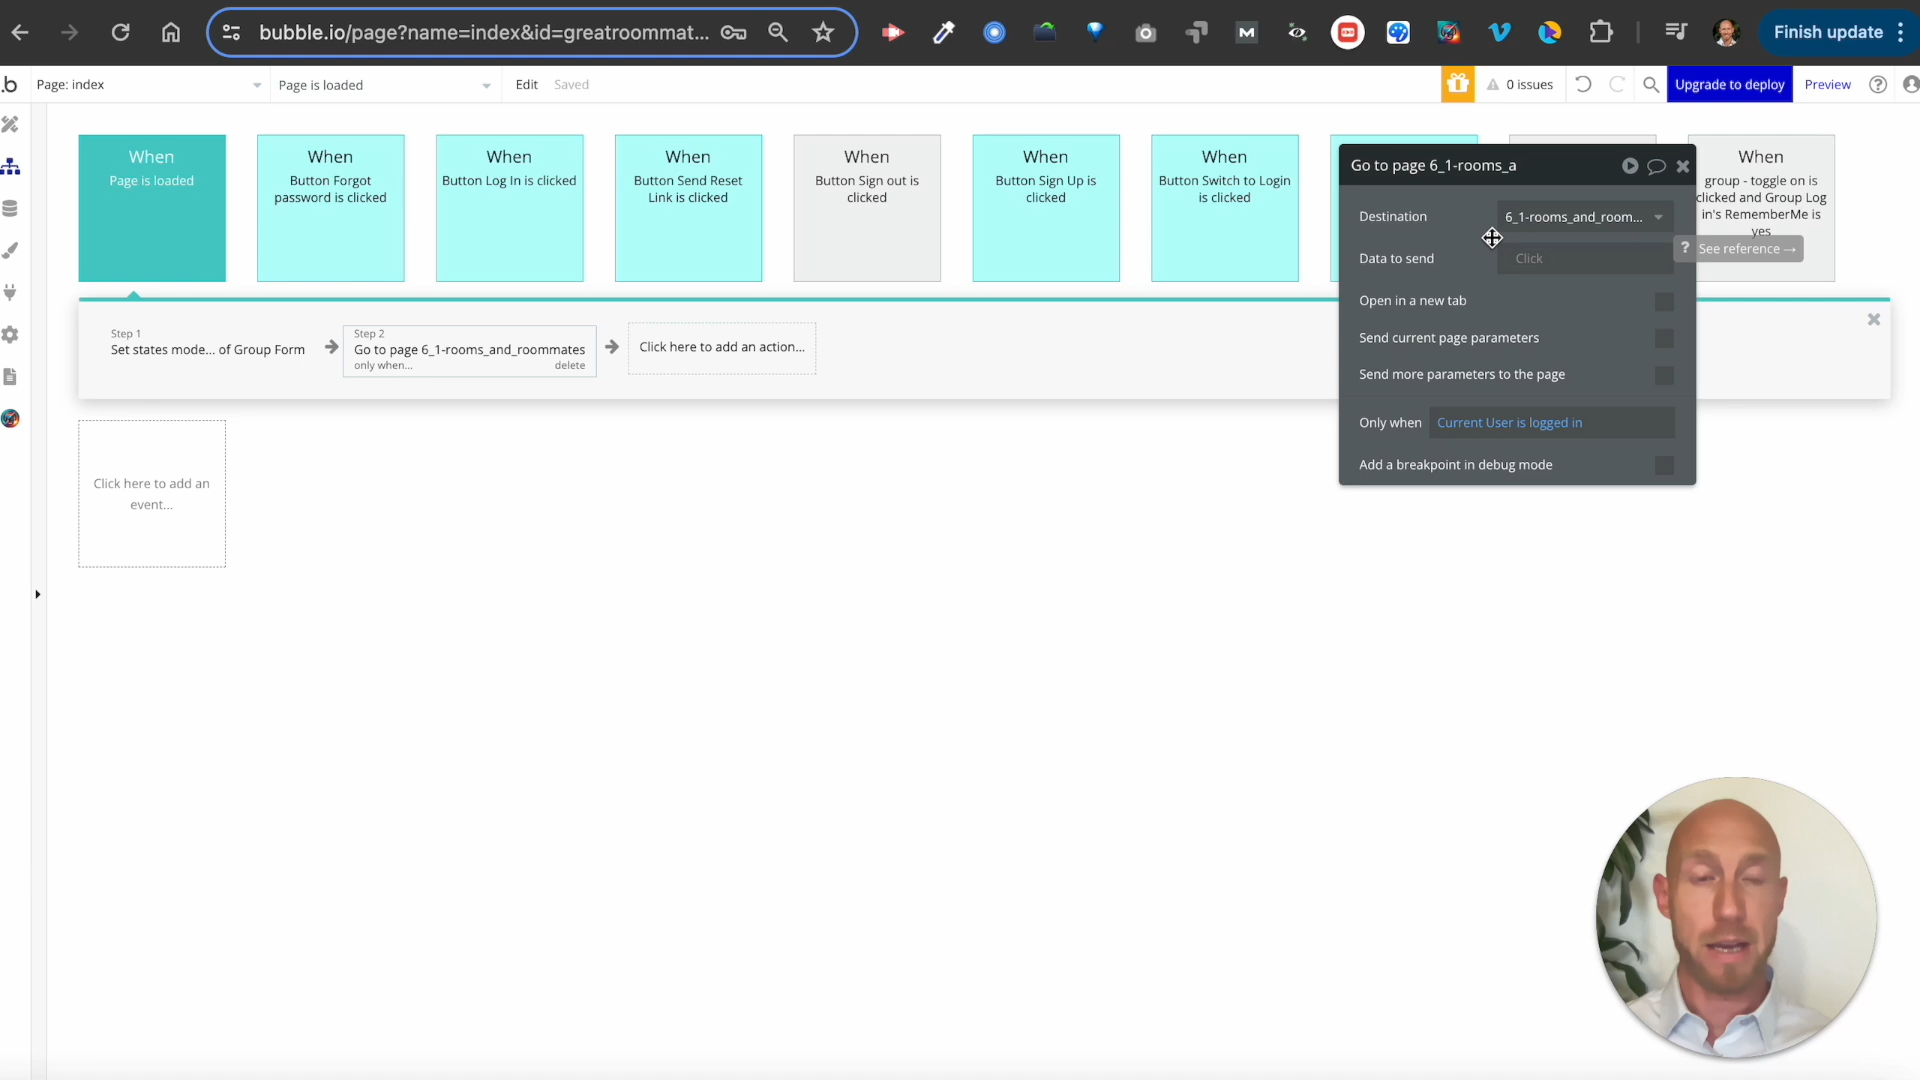 bubble.io/page?name=index&id=greatroommat...
Finish update
Page: index
Page is loaded
Edit
Saved
0 issues
Upgrade to deploy
Preview
When
Page is loaded
When
Button Forgot
password is clicked
When
Button Log In is clicked
When
Button Send Reset
Link is clicked
When
Button Sign out is
clicked
When
Button Sign Up is
clicked
When
Button Switch to Login
is clicked
When
group - toggle on is
clicked and Group Log
in's RememberMe is
yes
Go to page 6_1-rooms_a
Destination
6_1-rooms_and_room...
Data to send
Click
? See reference →
Open in a new tab
Send current page parameters
Send more parameters to the page
Only when
Current User is logged in
Add a breakpoint in debug mode
Step 1
Set states mode... of Group Form
Step 2
Go to page 6_1-rooms_and_roommates
only when...
delete
Click here to add an action...
Click here to add an
event...